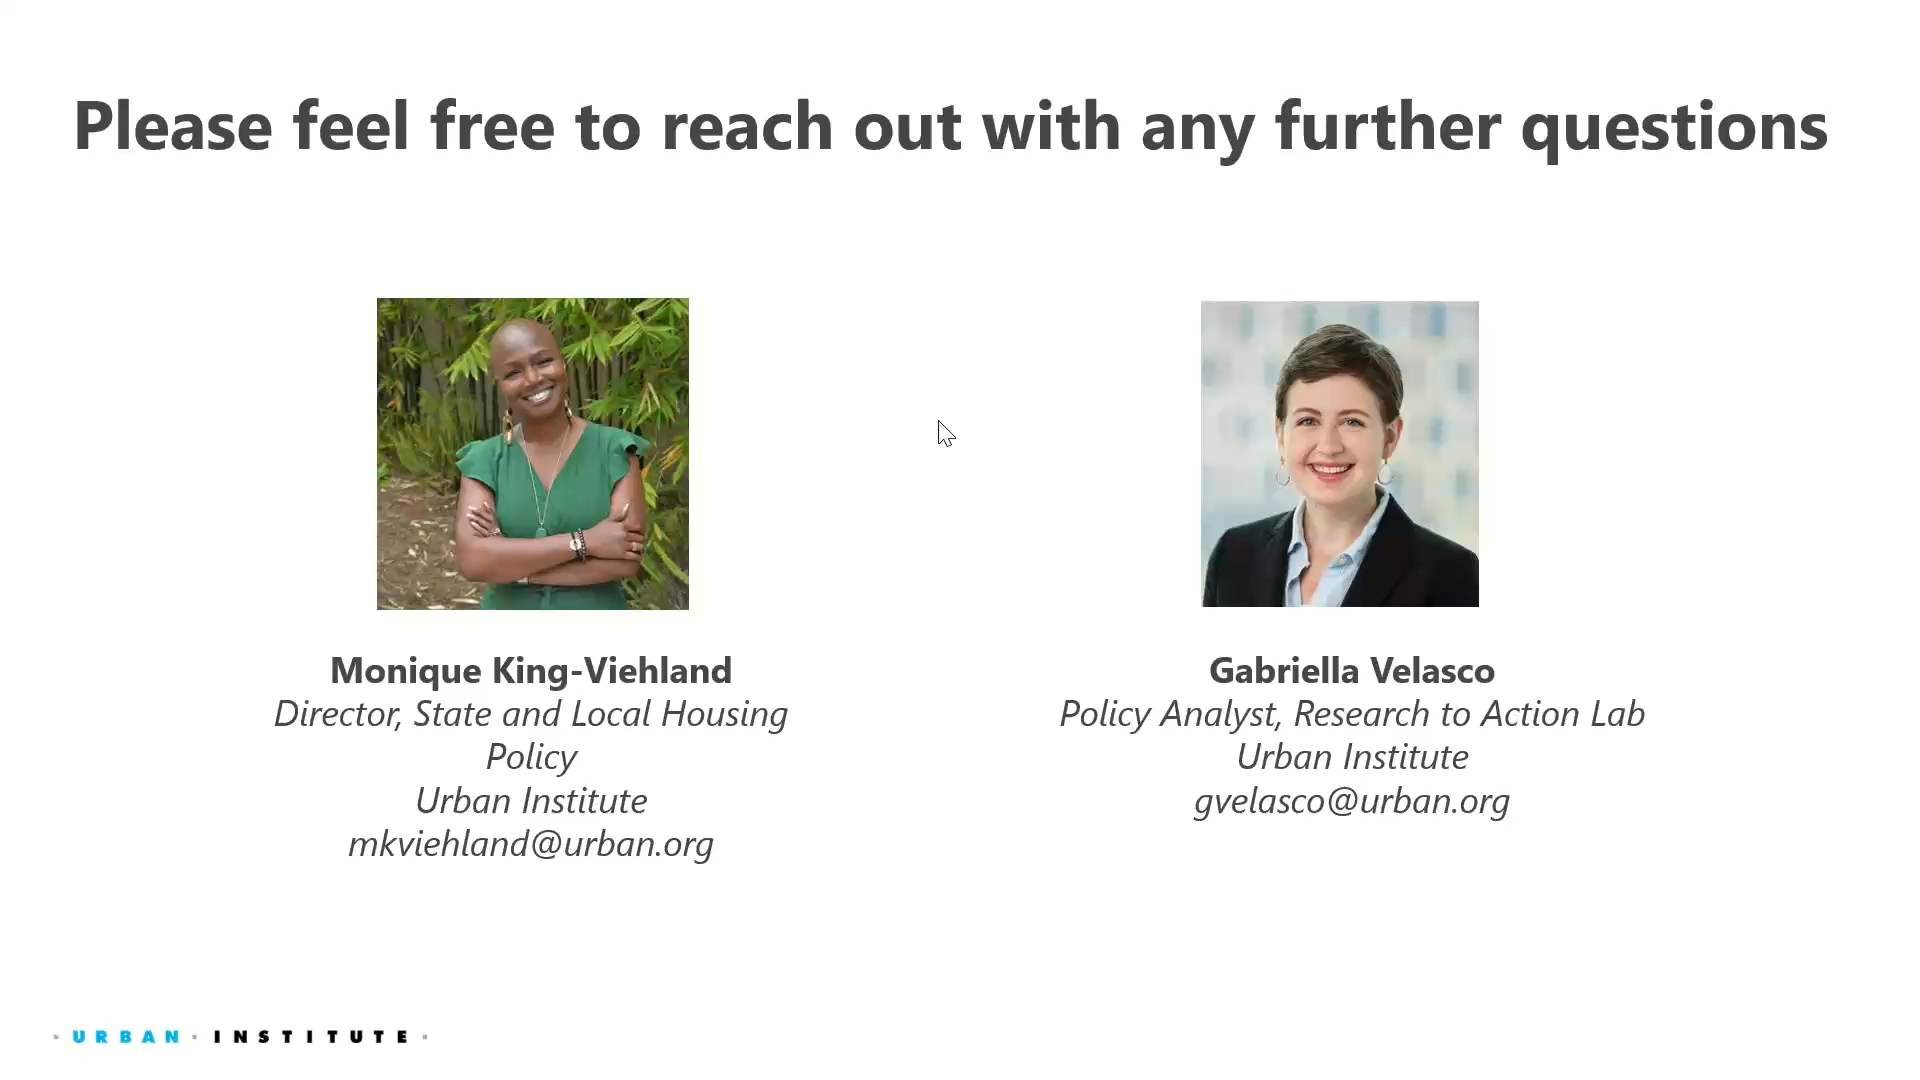 Please feel free to reach out with any further questions
Monique King-Viehland
Director, State and Local Housing
Policy
Urban Institute
mkviehland@urban.org
Gabriella Velasco
Policy Analyst, Research to Action Lab
Urban Institute
gvelasco@urban.org
URBAN · INSTITUTE